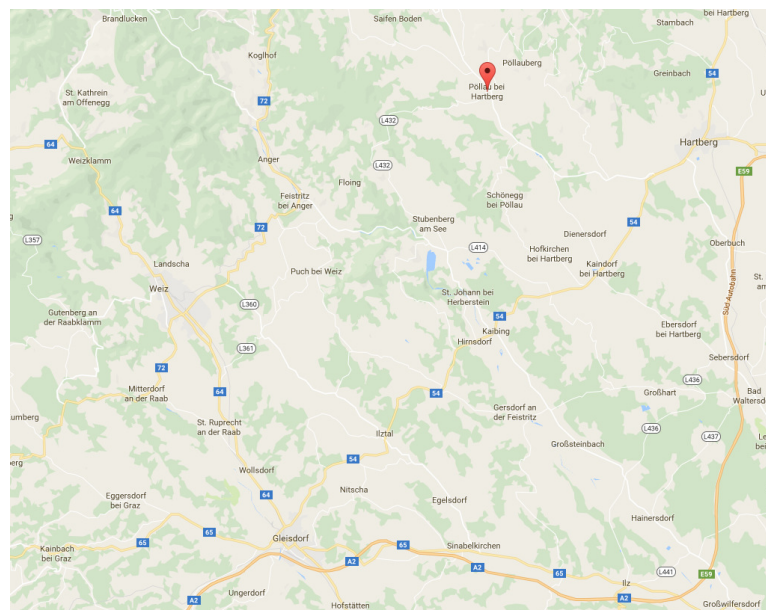 Brandlucken
Saifen Boden
bei Hartberg
Stambach
Koglhof
Pöllauberg
Greinbach
54
St. Kathrein
am Offenegg
72
Pöllau bei
Hartberg
L432
64
Weizklamm
Anger
L432
Hartberg
E59
Floing
Feistritz
bei Anger
Schönegg
bei Pöllau
64
72
Stubenberg
am See
54
Dienersdorf
L357
L414
Hofkirchen
bei Hartberg
Oberbuch
Landscha
Puch bei Weiz
Kaindorf
bei Hartberg
St.
Weiz
Süd Autobahn
St. Johann bei
Herberstein
L360
Gutenberg an
der Raabklamm
54
Kaibing
Ebersdorf
bei Hartberg
Hirnsdorf
L361
Sebersdorf
72
Mitterdorf
an der Raab
64
54
Großhart
L436
Bad
Waltersd
umberg
St. Ruprecht
an der Raab
Gersdorf an
der Feistritz
Ilztal
L436
L437
Großsteinbach
54
erg
Wollsdorf
Nitscha
Egelsdorf
64
Eggersdorf
bei Graz
Hainersdorf
65
65
Gleisdorf
65
Sinabelkirchen
Kainbach
bei Graz
A2
A2
65
L441
E59
Ilz
Ungerdorf
A2
A2
Hofstätten
Großwilfersdorf